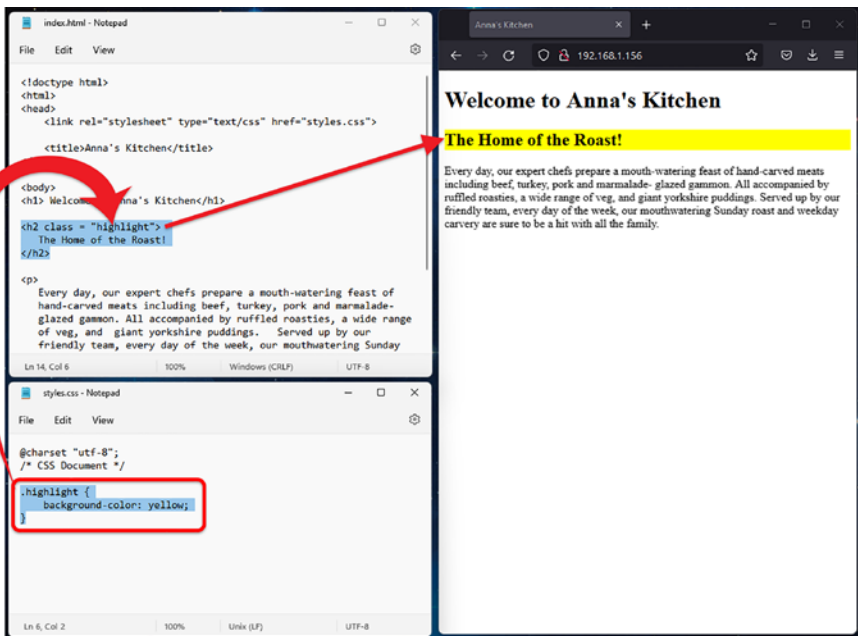 index.html - Notepad
File Edit View
<!doctype html>
<html>
<head>
<link rel="stylesheet" type="text/css" href="styles.css">
<title>Anna's Kitchen</title>
<body>
<h1> Welcome nna's Kitchen</h1>
<h2 class = "highlight">
The Home of the Roast!
</h2>
<p>
Every day, our expert chefs prepare a mouth-watering feast of
hand-carved meats including beef, turkey, pork and marmalade-
glazed gammon. All accompanied by ruffled roasties, a wide range
of veg, and giant yorkshire puddings. Served up by our
friendly team, every day of the week, our mouthwatering Sunday
Ln 14, Col 6 100% Windows (CRLF) UTF-8
styles.css - Notepad
File Edit View
@charset "utf-8";
/* CSS Document */
.highlight {
background-color: yellow;
}
Ln 6, Col 2 100% Unix (LF) UTF-8
Anna's Kitchen
192.168.1.156
Welcome to Anna's Kitchen
The Home of the Roast!
Every day, our expert chefs prepare a mouth-watering feast of hand-carved meats
including beef, turkey, pork and marmalade- glazed gammon. All accompanied by
ruffled roasties, a wide range of veg, and giant yorkshire puddings. Served up by our
friendly team, every day of the week, our mouthwatering Sunday roast and weekday
carvery are sure to be a hit with all the family.